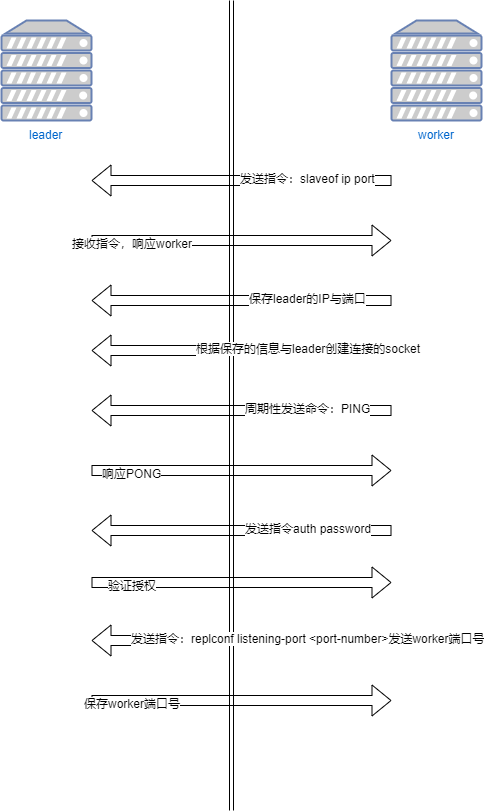 leader
worker
发送指令：slaveof ip port
接收指令，响应worker
保存leader的IP与端口
根据保存的信息与leader创建连接的socket
周期性发送命令：PING
响应PONG
发送指令auth password
验证授权
发送指令：replconf listening-port <port-number>发送worker端口号
保存worker端口号